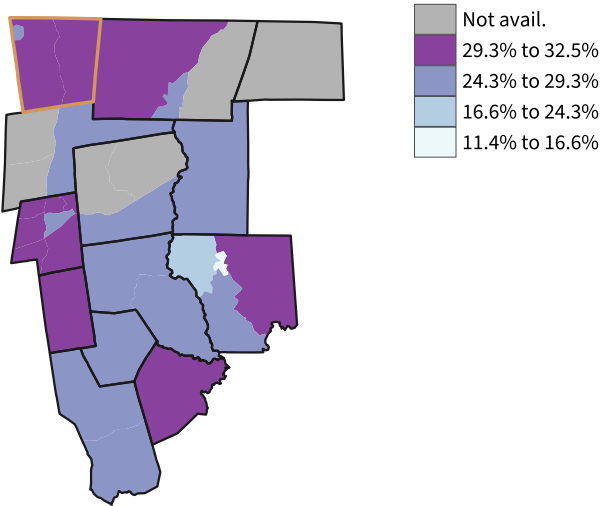 Not avail.
29.3% to 32.5%
24.3% to 29.3%
16.6% to 24.3%
11.4% to 16.6%